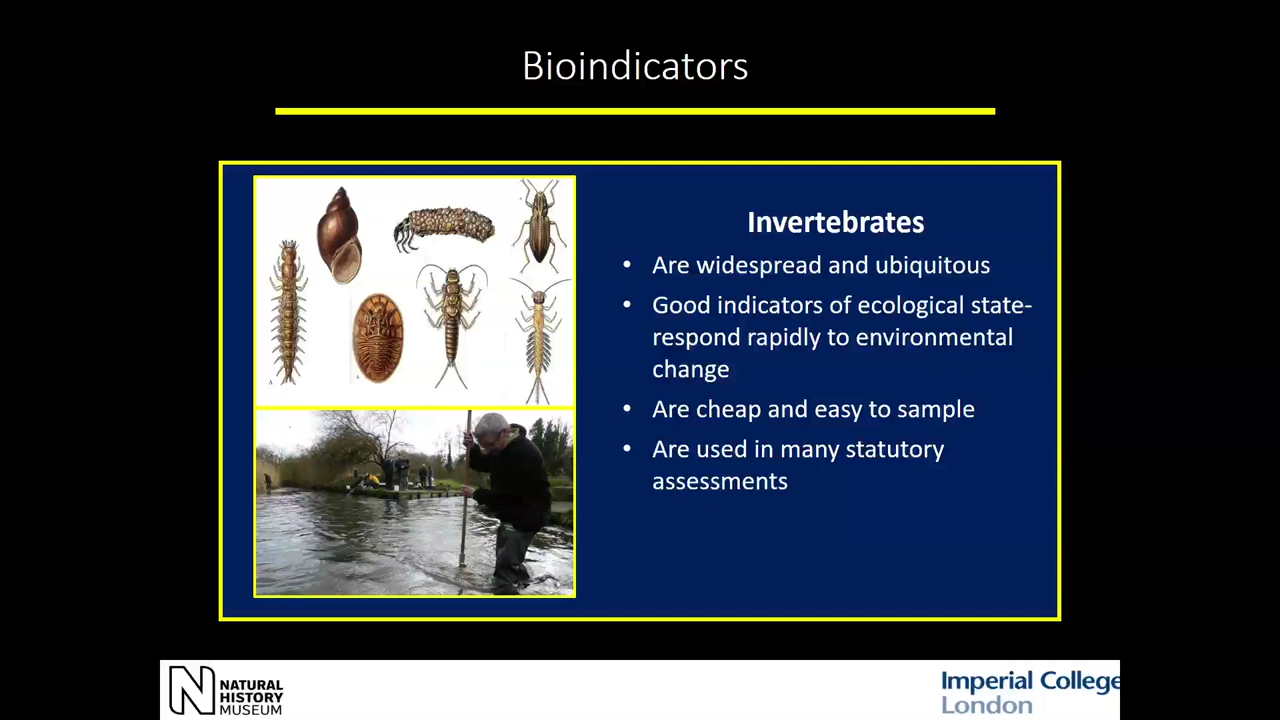 Bioindicators
Invertebrates
• Are widespread and ubiquitous
• Good indicators of ecological state-
respond rapidly to environmental
change
• Are cheap and easy to sample
• Are used in many statutory
assessments
NATURAL
HISTORY
MUSEUM
Imperial College
London